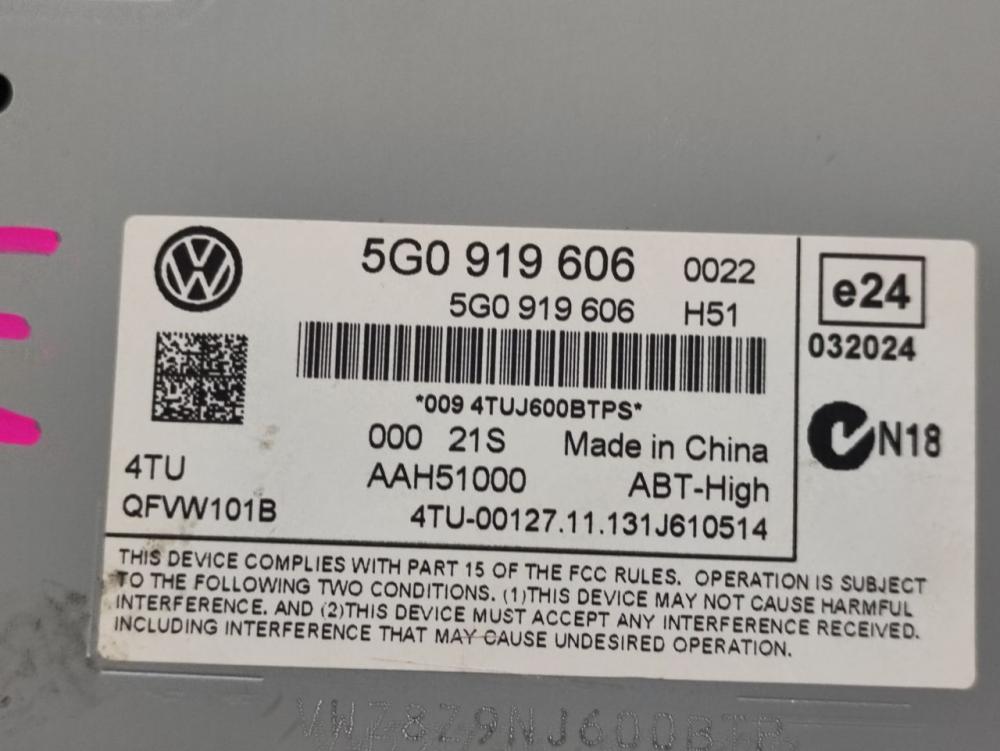 5G0 919 606 0022
5G0 919 606 H51
*009 4TUJ600BTPS*
000 21S Made in China
4TU AAH51000 ABT-High
QFVW101B 4TU-00127.11.131J610514
e24
032024
N18
THIS DEVICE COMPLIES WITH PART 15 OF THE FCC RULES. OPERATION IS SUBJECT
TO THE FOLLOWING TWO CONDITIONS. (1)THIS DEVICE MAY NOT CAUSE HARMFUL
INTERFERENCE. AND (2)THIS DEVICE MUST ACCEPT ANY INTERFERENCE RECEIVED.
INCLUDING INTERFERENCE THAT MAY CAUSE UNDESIRED OPERATION.